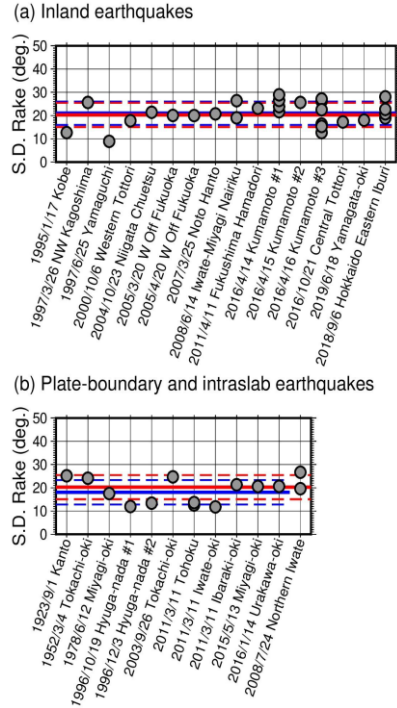 (a) Inland earthquakes
S.D. Rake (deg.)
50
40
30
20
10
0
1995/1/17 Kobe
1997/3/26 NW Kagoshima
1997/6/25 Yamaguchi
2000/10/6 Western Tottori
2004/10/23 Niigata Chuetsu
2005/3/20 W Off Fukuoka
2005/4/20 W Off Fukuoka
2007/3/25 Noto Hanto
2008/6/14 Iwate-Miyagi Nairiku
2011/4/11 Fukushima Hamadori
2016/4/14 Kumamoto #1
2016/4/15 Kumamoto #2
2016/4/16 Kumamoto #3
2016/10/21 Central Tottori
2019/6/18 Yamagata-oki
2018/9/6 Hokkaido Eastern Iburi
(b) Plate-boundary and intraslab earthquakes
S.D. Rake (deg.)
50
40
30
20
10
0
1923/9/1 Kanto
1952/3/4 Tokachi-oki
1978/6/12 Miyagi-oki
1996/10/19 Hyuga-nada #1
1996/12/3 Hyuga-nada #2
2003/9/26 Tokachi-oki
2011/3/11 Tohoku
2011/3/11 Iwate-oki
2011/3/11 Ibaraki-oki
2015/5/13 Miyagi-oki
2016/1/14 Urakawa-oki
2008/7/24 Northern Iwate